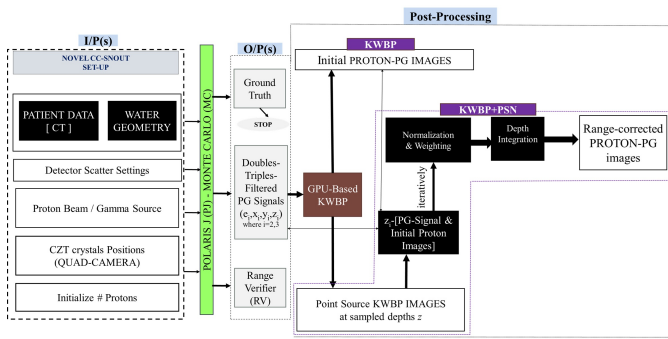 Post-Processing
I/P(s)
O/P(s)
KWBP
NOVEL CC-SNOUT
SET-UP
Initial PROTON-PG IMAGES
Ground
Truth
STOP
PATIENT DATA
[ CT ]
WATER
GEOMETRY
KWBP+PSN
Normalization
& Weighting
Depth
Integration
Range-corrected
PROTON-PG
images
Detector Scatter Settings
Proton Beam / Gamma Source
CZT crystals Positions
(QUAD-CAMERA)
Initialize # Protons
POLARIS J (PJ) - MONTE CARLO (MC)
Doubles-
Triples-
Filtered
PG Signals
(ei,xi,yi,zi)
where i=2,3
GPU-Based
KWBP
iteratively
zi-[PG-Signal &
Initial Proton
Images]
Range
Verifier
(RV)
Point Source KWBP IMAGES
at sampled depths z